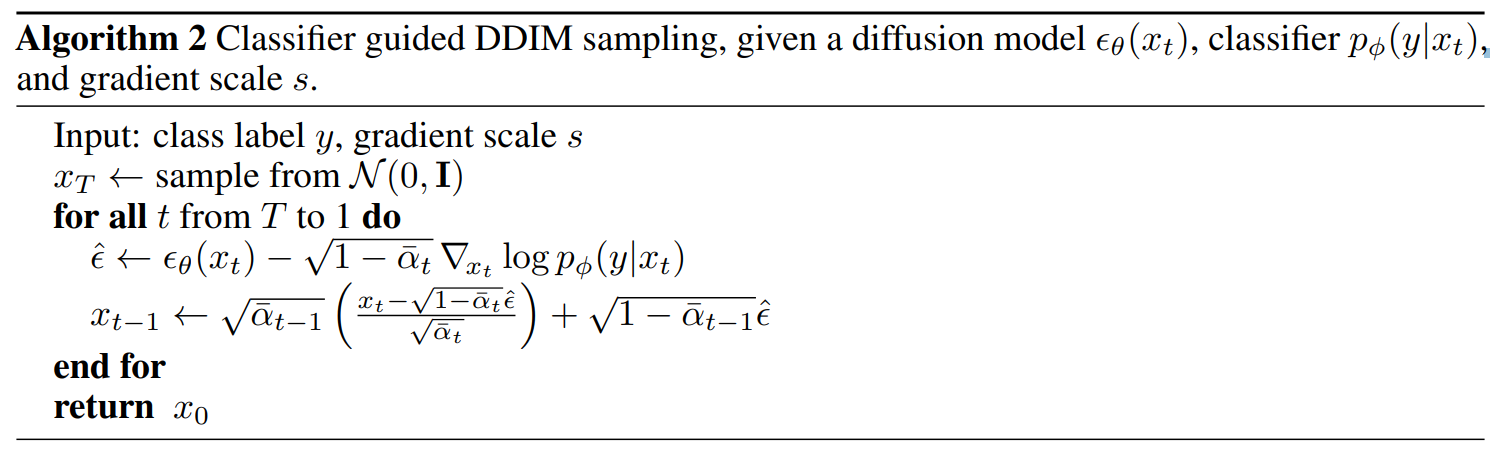 Algorithm 2 Classifier guided DDIM sampling, given a diffusion model $\epsilon_\theta(x_t)$, classifier $p_\phi(y|x_t)$,
and gradient scale $s$.
Input: class label $y$, gradient scale $s$
$x_T \leftarrow$ sample from $\mathcal{N}(0, \mathbf{I})$
for all $t$ from $T$ to 1 do
$\hat{\epsilon} \leftarrow \epsilon_\theta(x_t) - \sqrt{1 - \bar{\alpha}_t} \, \nabla_{x_t} \log p_\phi(y|x_t)$
$x_{t-1} \leftarrow \sqrt{\bar{\alpha}_{t-1}} \left( \frac{x_t - \sqrt{1 - \bar{\alpha}_t} \hat{\epsilon}}{\sqrt{\bar{\alpha}_t}} \right) + \sqrt{1 - \bar{\alpha}_{t-1}} \hat{\epsilon}$
end for
return $x_0$